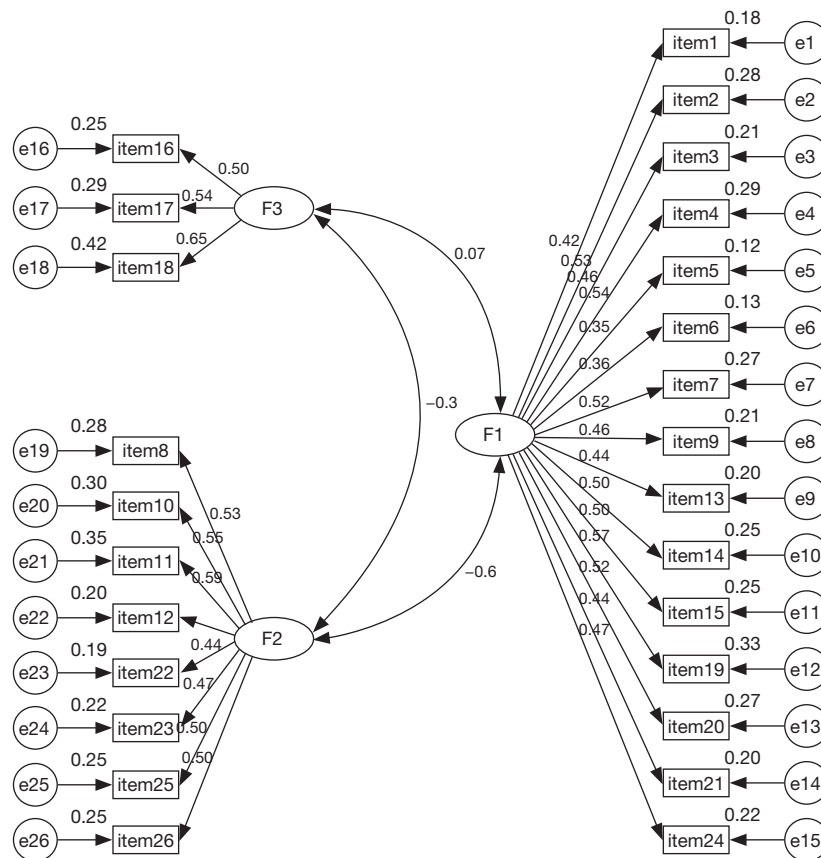 0.18
item1
e1
0.28
item2
e2
0.21
item3
e3
0.29
item4
e4
0.12
item5
e5
0.13
item6
e6
0.27
item7
e7
0.21
item9
e8
0.20
item13
e9
0.25
item14
e10
0.25
item15
e11
0.33
item19
e12
0.27
item20
e13
0.20
item21
e14
0.22
item24
e15
0.42
0.53
0.46
0.54
0.35
0.36
0.52
0.46
0.44
0.50
0.50
0.57
0.52
0.44
0.47
F1
0.25
e16
item16
0.29
e17
item17
0.42
e18
item18
0.50
0.54
0.65
F3
0.07
−0.3
−0.6
0.28
e19
item8
0.30
e20
item10
0.35
e21
item11
0.20
e22
item12
0.19
e23
item22
0.22
e24
item23
0.25
e25
item25
0.25
e26
item26
0.53
0.55
0.59
0.44
0.47
0.50
0.50
F2